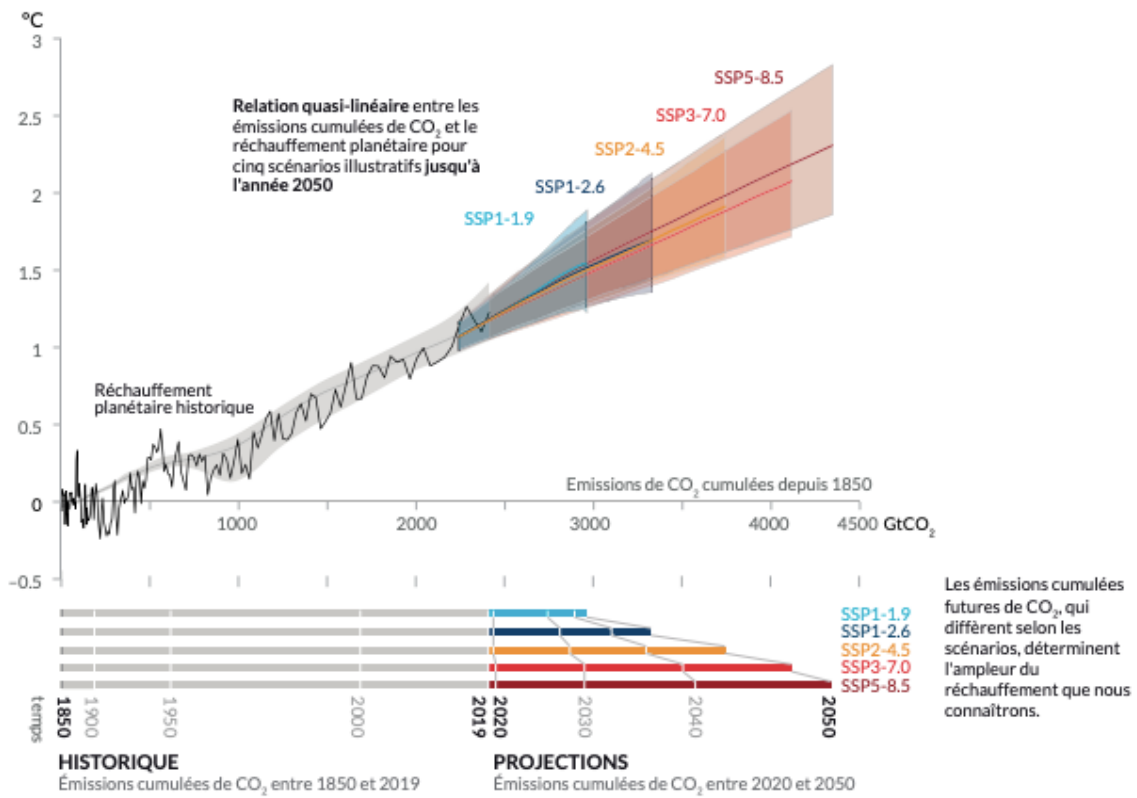 °C
3
2.5
2
1.5
1
0.5
0
−0.5
Relation quasi-linéaire entre les
émissions cumulées de CO₂ et le
réchauffement planétaire pour
cinq scénarios illustratifs jusqu'à
l'année 2050
SSP5-8.5
SSP3-7.0
SSP2-4.5
SSP1-2.6
SSP1-1.9
Réchauffement
planétaire historique
Emissions de CO₂ cumulées depuis 1850
1000
2000
3000
4000
4500 GtCO₂
SSP1-1.9
SSP1-2.6
SSP2-4.5
SSP3-7.0
SSP5-8.5
Les émissions cumulées
futures de CO₂, qui
diffèrent selon les
scénarios, déterminent
l'ampleur du
réchauffement que nous
connaîtrons.
temps
1850
1900
1950
2000
2019
2020
2030
2040
2050
HISTORIQUE
Émissions cumulées de CO₂ entre 1850 et 2019
PROJECTIONS
Émissions cumulées de CO₂ entre 2020 et 2050